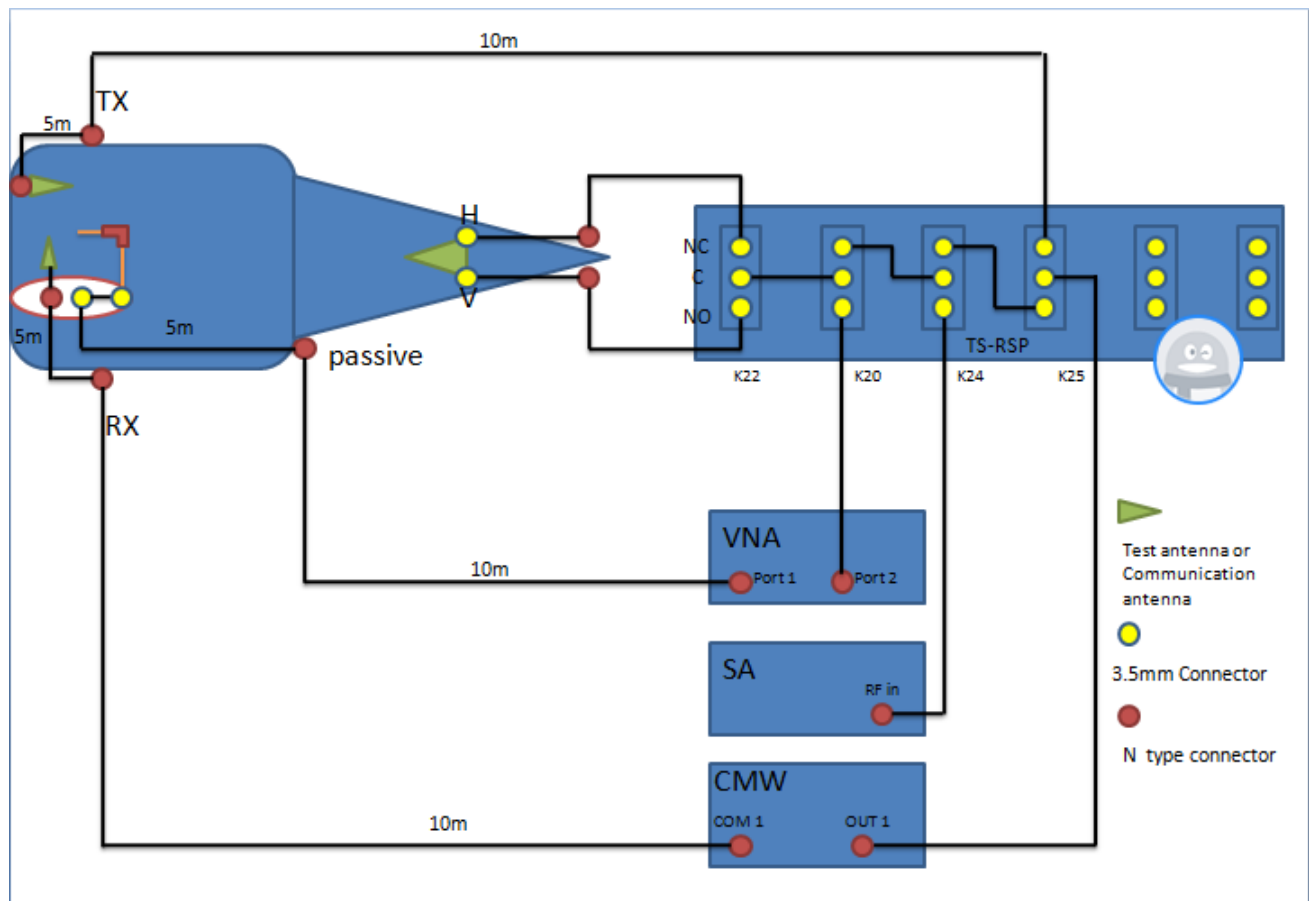 10m
TX
5m
H
V
NC
C
NO
TS-RSP
K22
K20
K24
K25
5m
5m
passive
RX
VNA
Port 1
Port 2
10m
SA
RF in
CMW
COM 1
OUT 1
10m
Test antenna or
Communication
antenna
3.5mm Connector
N type connector